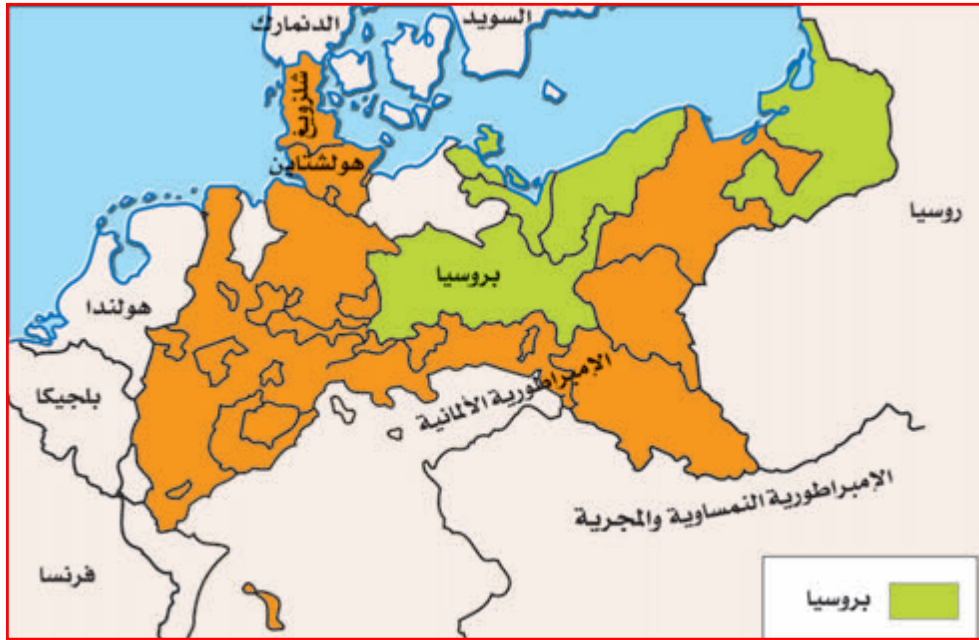 السويد
الدنمارك
شلزويغ
هولشتاين
روسيا
بروسيا
هولندا
بلجيكا
الإمبراطورية الألمانية
الإمبراطورية النمساوية والمجرية
فرنسا
بروسيا